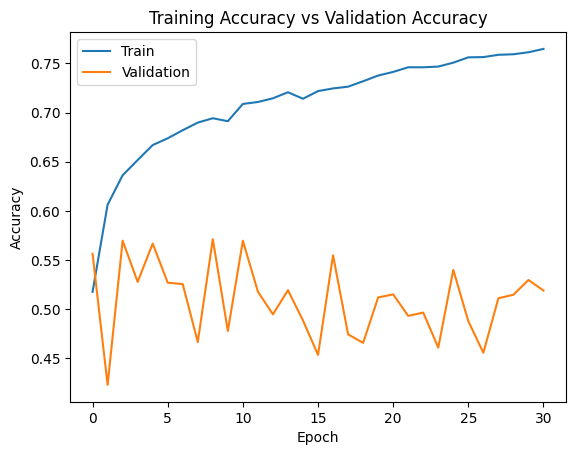 Training Accuracy vs Validation Accuracy
Train
Validation
0.75
0.70
0.65
0.60
0.55
0.50
0.45
Accuracy
0 5 10 15 20 25 30
Epoch